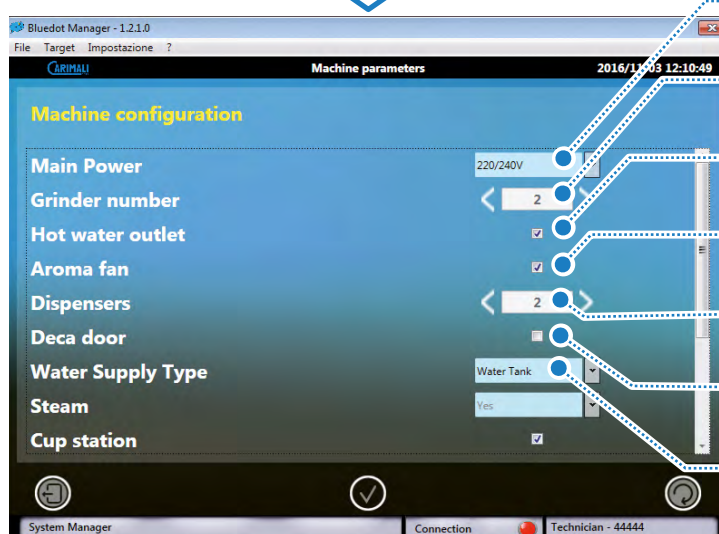 Bluedot Manager - 1.2.1.0
File Target Impostazione ?
CARIMALI Machine parameters 2016/11/03 12:10:49
Machine configuration
Main Power 220/240V
Grinder number 2
Hot water outlet
Aroma fan
Dispensers 2
Deca door
Water Supply Type Water Tank
Steam Yes
Cup station
System Manager Connection Technician - 44444